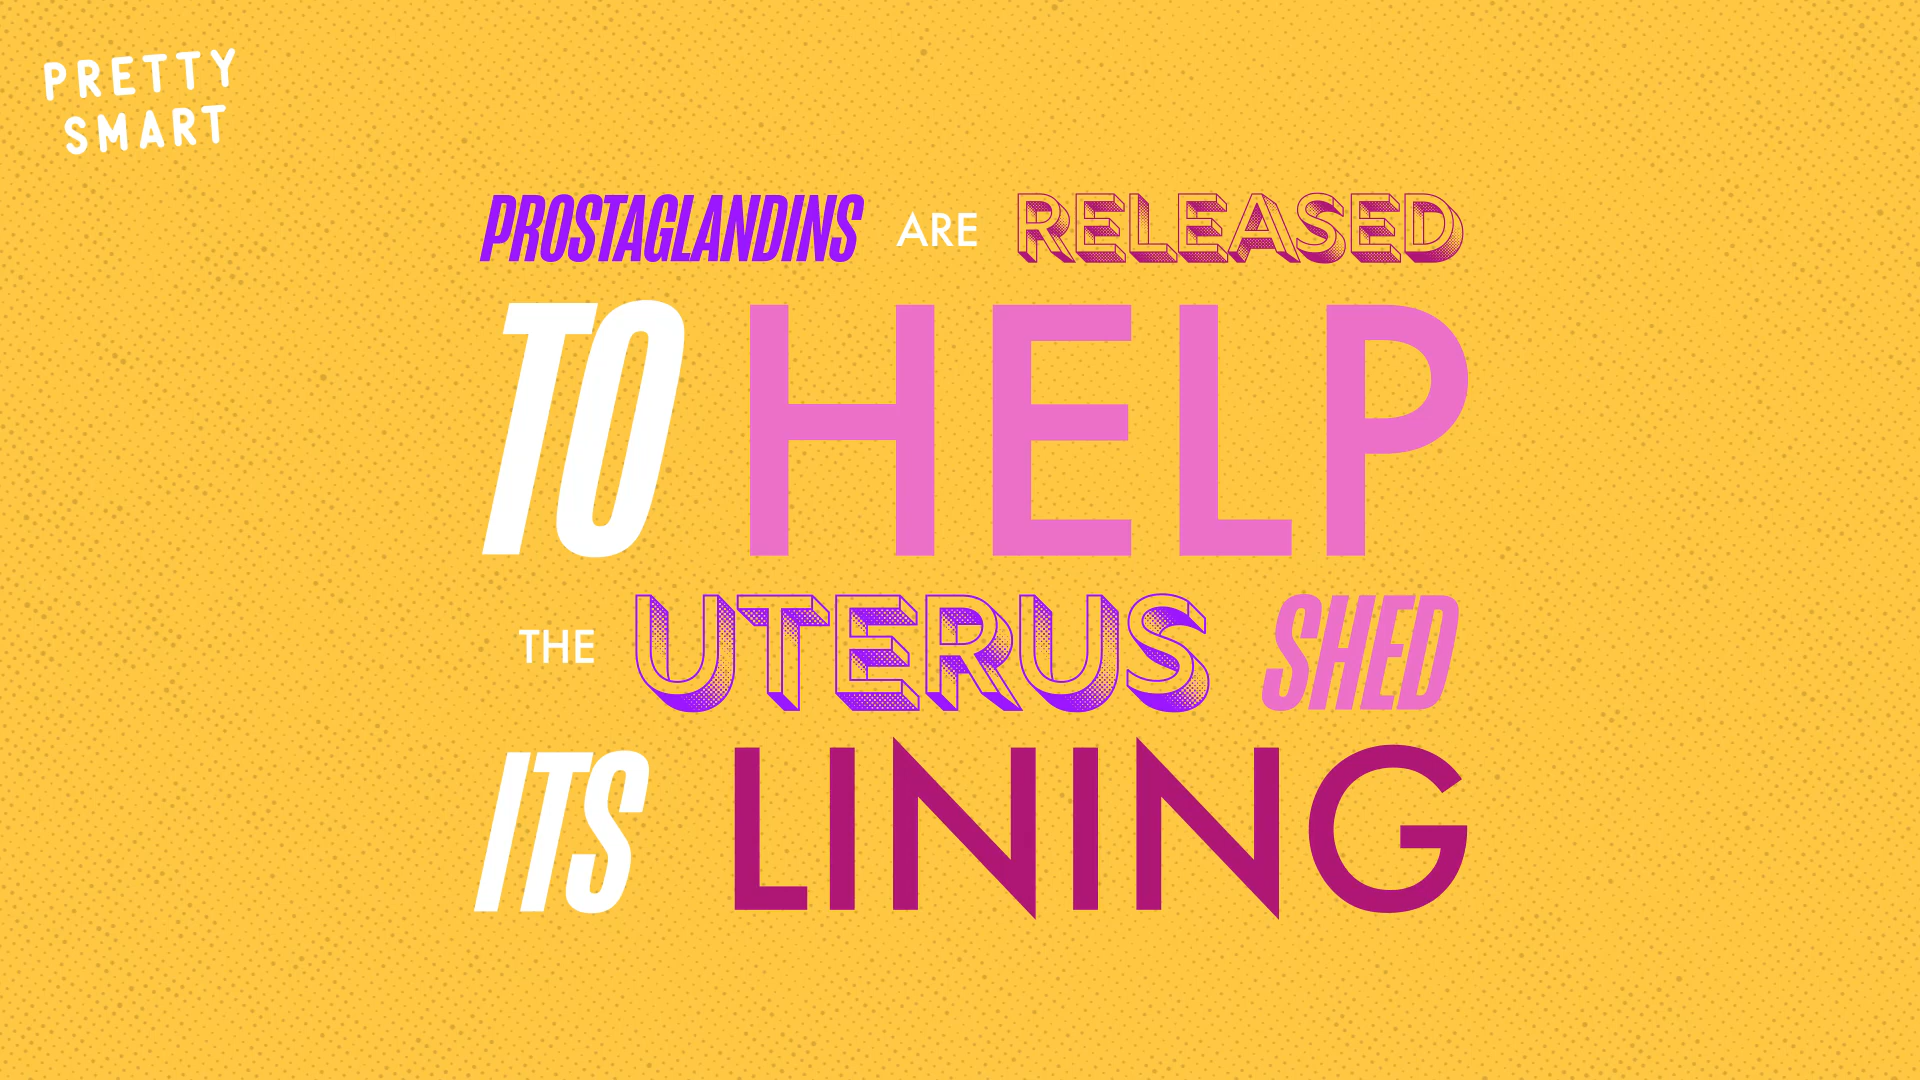 PRETTY
SMART
PROSTAGLANDINS ARE RELEASED
TO HELP
THE UTERUS SHED
ITS LINING